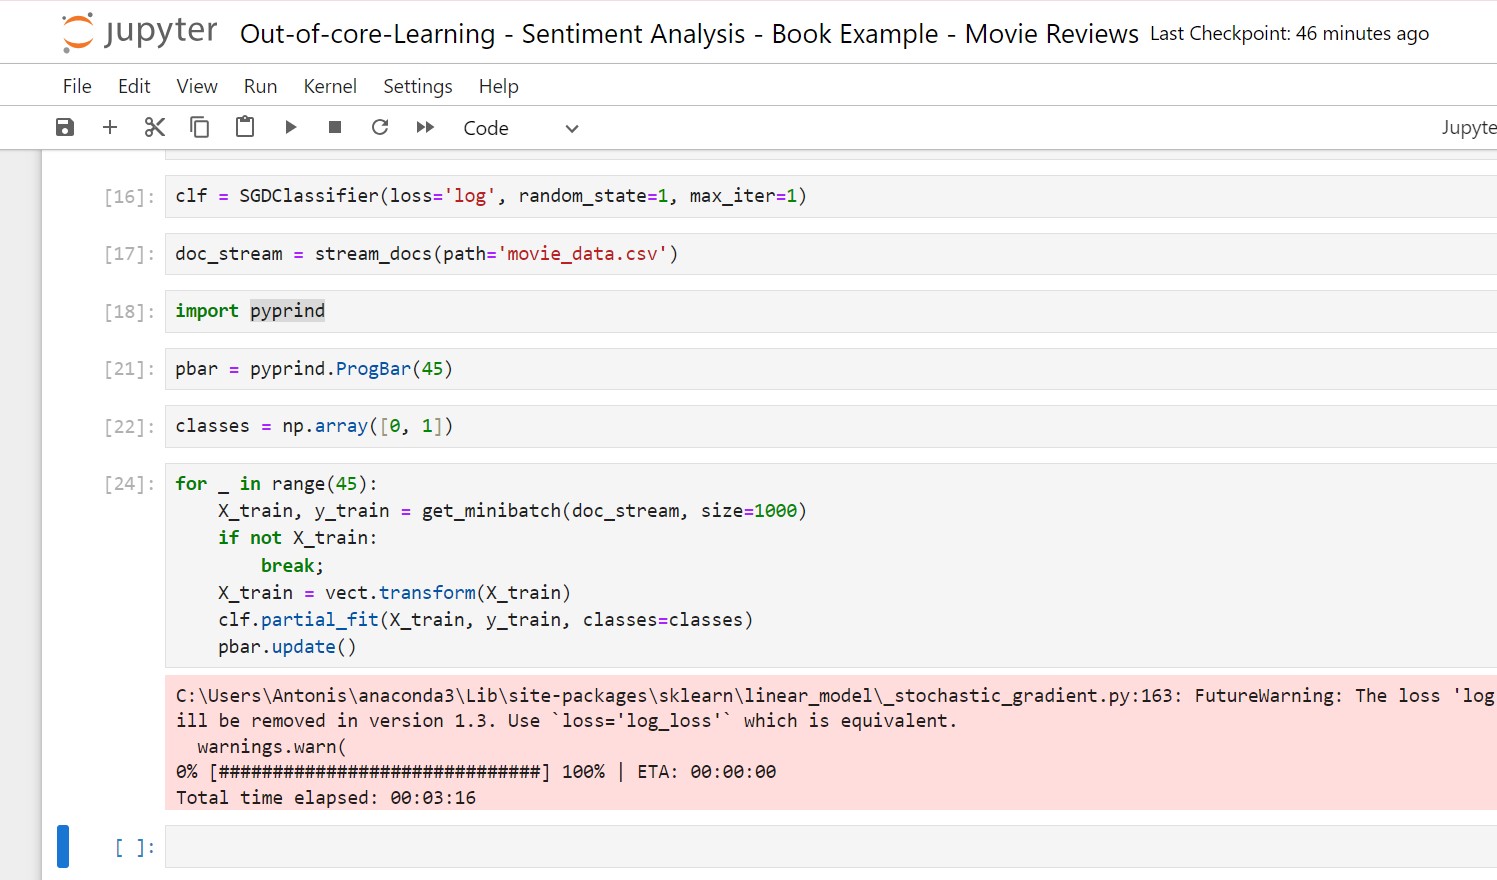 jupyter Out-of-core-Learning - Sentiment Analysis - Book Example - Movie Reviews Last Checkpoint: 46 minutes ago
File Edit View Run Kernel Settings Help
Code Jupyte
[16]: clf = SGDClassifier(loss='log', random_state=1, max_iter=1)
[17]: doc_stream = stream_docs(path='movie_data.csv')
[18]: import pyprind
[21]: pbar = pyprind.ProgBar(45)
[22]: classes = np.array([0, 1])
[24]: for _ in range(45):
    X_train, y_train = get_minibatch(doc_stream, size=1000)
    if not X_train:
        break;
    X_train = vect.transform(X_train)
    clf.partial_fit(X_train, y_train, classes=classes)
    pbar.update()
C:\Users\Antonis\anaconda3\Lib\site-packages\sklearn\linear_model\_stochastic_gradient.py:163: FutureWarning: The loss 'log
ill be removed in version 1.3. Use `loss='log_loss'` which is equivalent.
  warnings.warn(
0% [##############################] 100% | ETA: 00:00:00
Total time elapsed: 00:03:16
[ ]: